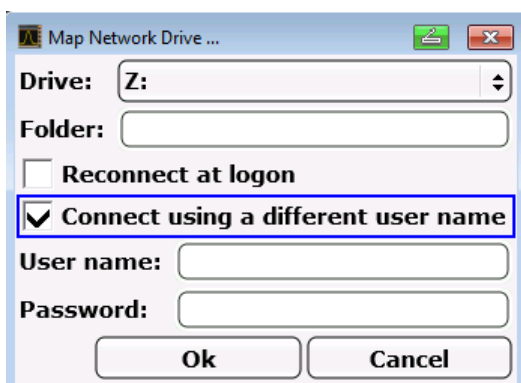 Map Network Drive ...
Drive: Z:
Folder:
Reconnect at logon
Connect using a different user name
User name:
Password:
Ok Cancel